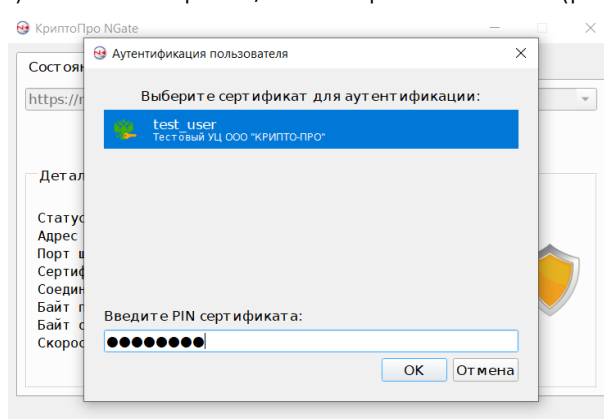 КриптоПро NGate
Аутентификация пользователя
Состоя
https://r
Выберите сертификат для аутентификации:
test_user
Тестовый УЦ ООО "КРИПТО-ПРО"
Детал
Статус
Адрес
Порт ш
Сертиф
Соедин
Байт п
Байт о
Скорос
Введите PIN сертификата:
OK
Отмена